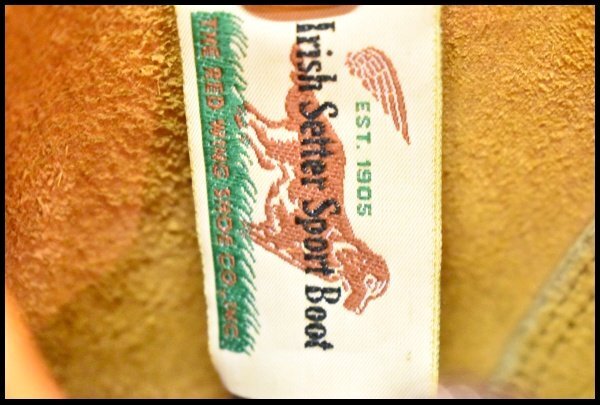 EST. 1905
Irish Setter Sport Boot
THE RED WING SHOE CO., INC